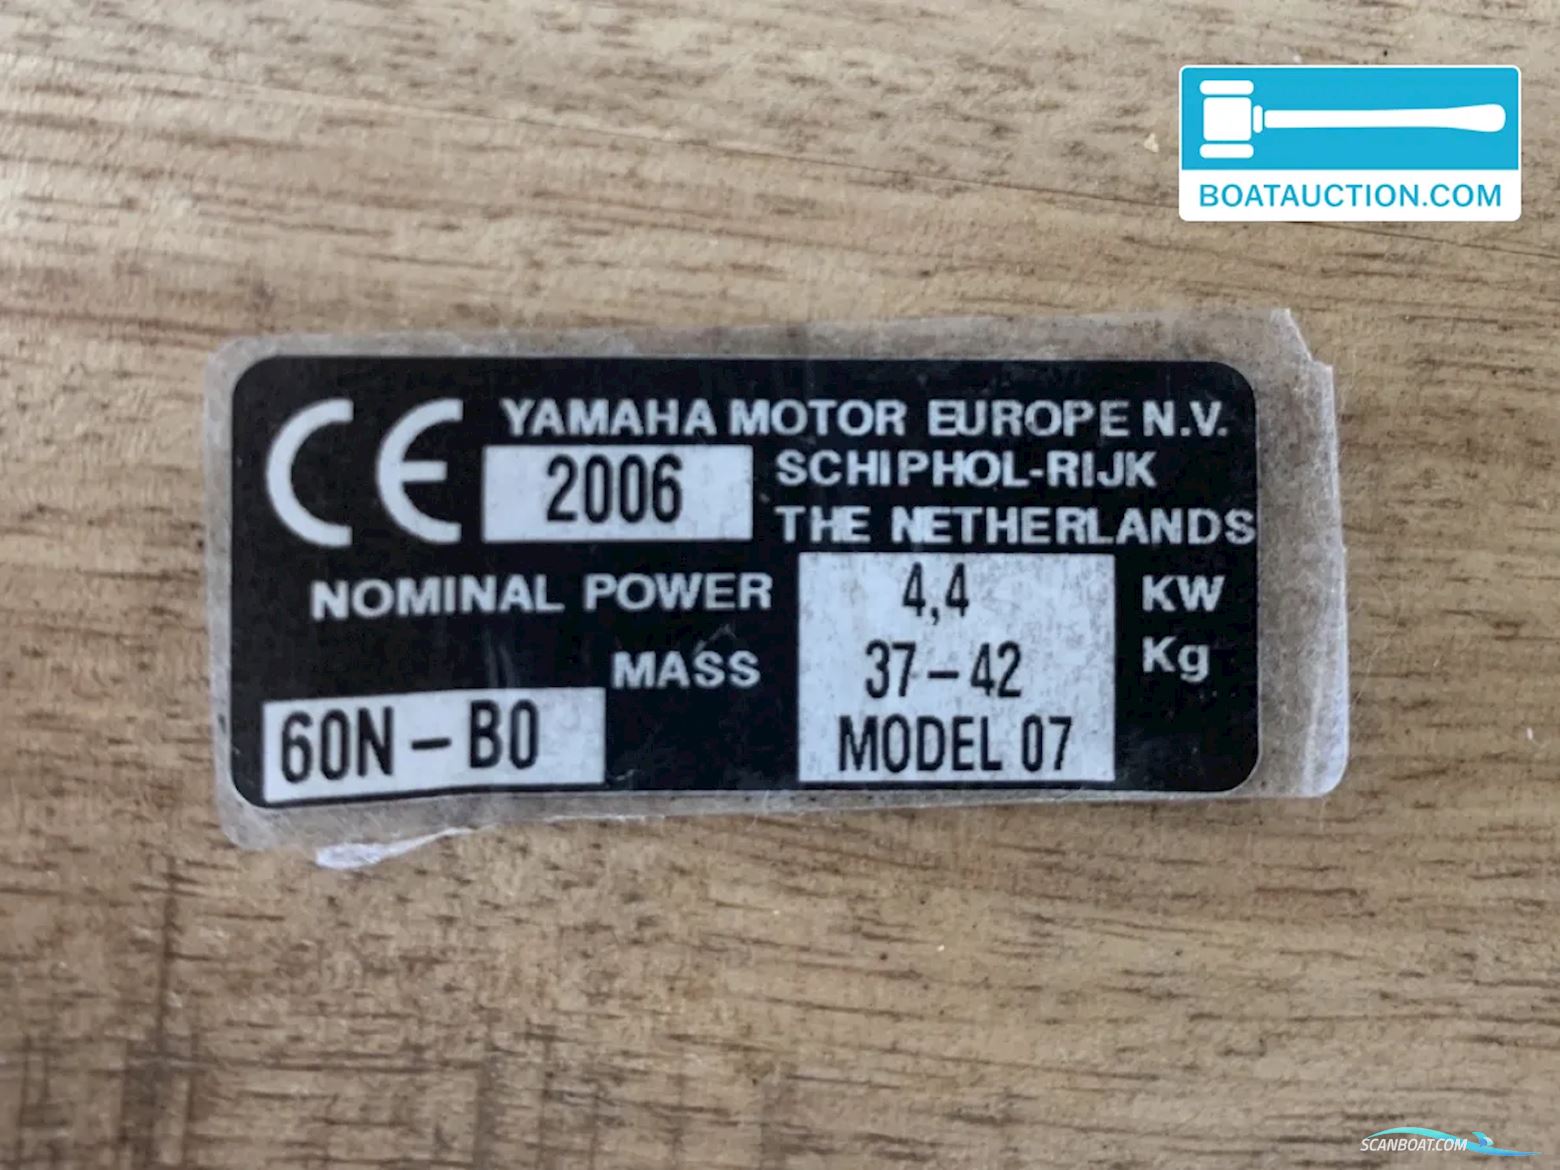 BOATAUCTION.COM
CE YAMAHA MOTOR EUROPE N.V.
2006 SCHIPHOL-RIJK
THE NETHERLANDS
NOMINAL POWER 4,4 KW
MASS 37-42 Kg
60N-B0 MODEL 07
SCANBOAT.COM